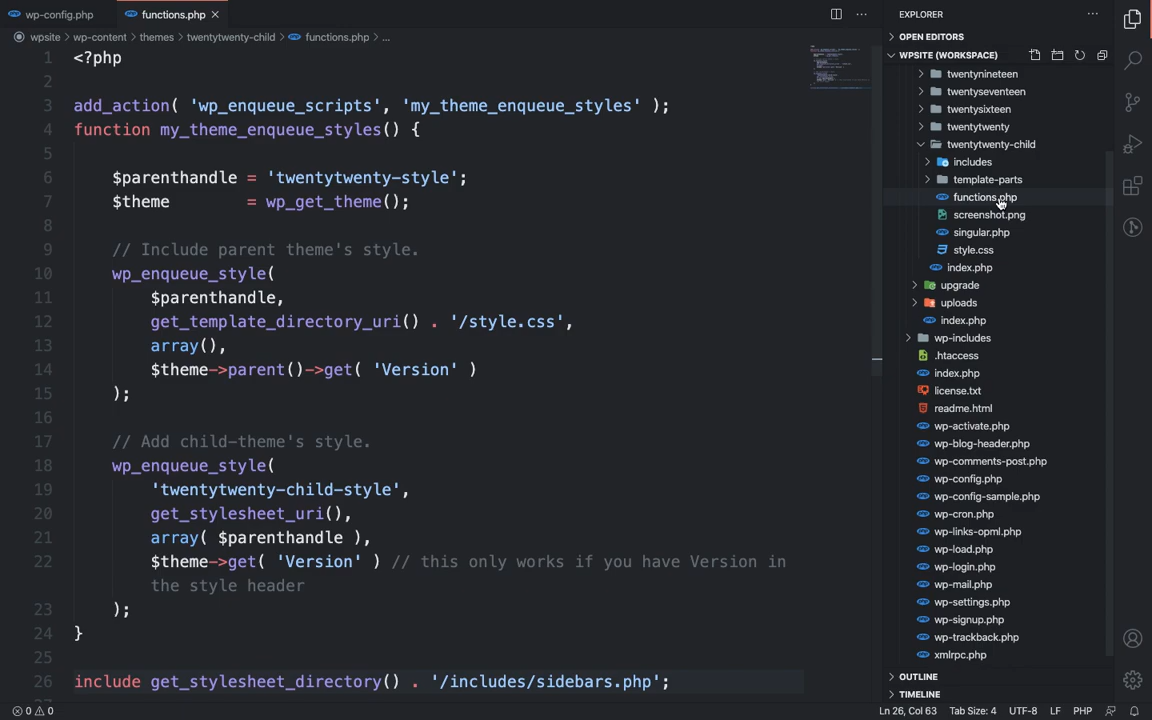 wp-config.php
functions.php
wpsite > wp-content > themes > twentytwenty-child > functions.php > ...
1 <?php
2
3 add_action( 'wp_enqueue_scripts', 'my_theme_enqueue_styles' );
4 function my_theme_enqueue_styles() {
5
6 $parenthandle = 'twentytwenty-style';
7 $theme = wp_get_theme();
8
9 // Include parent theme's style.
10 wp_enqueue_style(
11 $parenthandle,
12 get_template_directory_uri() . '/style.css',
13 array(),
14 $theme->parent()->get( 'Version' )
15 );
16
17 // Add child-theme's style.
18 wp_enqueue_style(
19 'twentytwenty-child-style',
20 get_stylesheet_uri(),
21 array( $parenthandle ),
22 $theme->get( 'Version' ) // this only works if you have Version in
the style header
23 );
24 }
25
26 include get_stylesheet_directory() . '/includes/sidebars.php';
EXPLORER
OPEN EDITORS
WPSITE (WORKSPACE)
twentynineteen
twentyseventeen
twentysixteen
twentytwenty
twentytwenty-child
includes
template-parts
functions.php
screenshot.png
singular.php
style.css
index.php
upgrade
uploads
index.php
wp-includes
.htaccess
index.php
license.txt
readme.html
wp-activate.php
wp-blog-header.php
wp-comments-post.php
wp-config.php
wp-config-sample.php
wp-cron.php
wp-links-opml.php
wp-load.php
wp-login.php
wp-mail.php
wp-settings.php
wp-signup.php
wp-trackback.php
xmlrpc.php
OUTLINE
TIMELINE
0 0
Ln 26, Col 63 Tab Size: 4 UTF-8 LF PHP